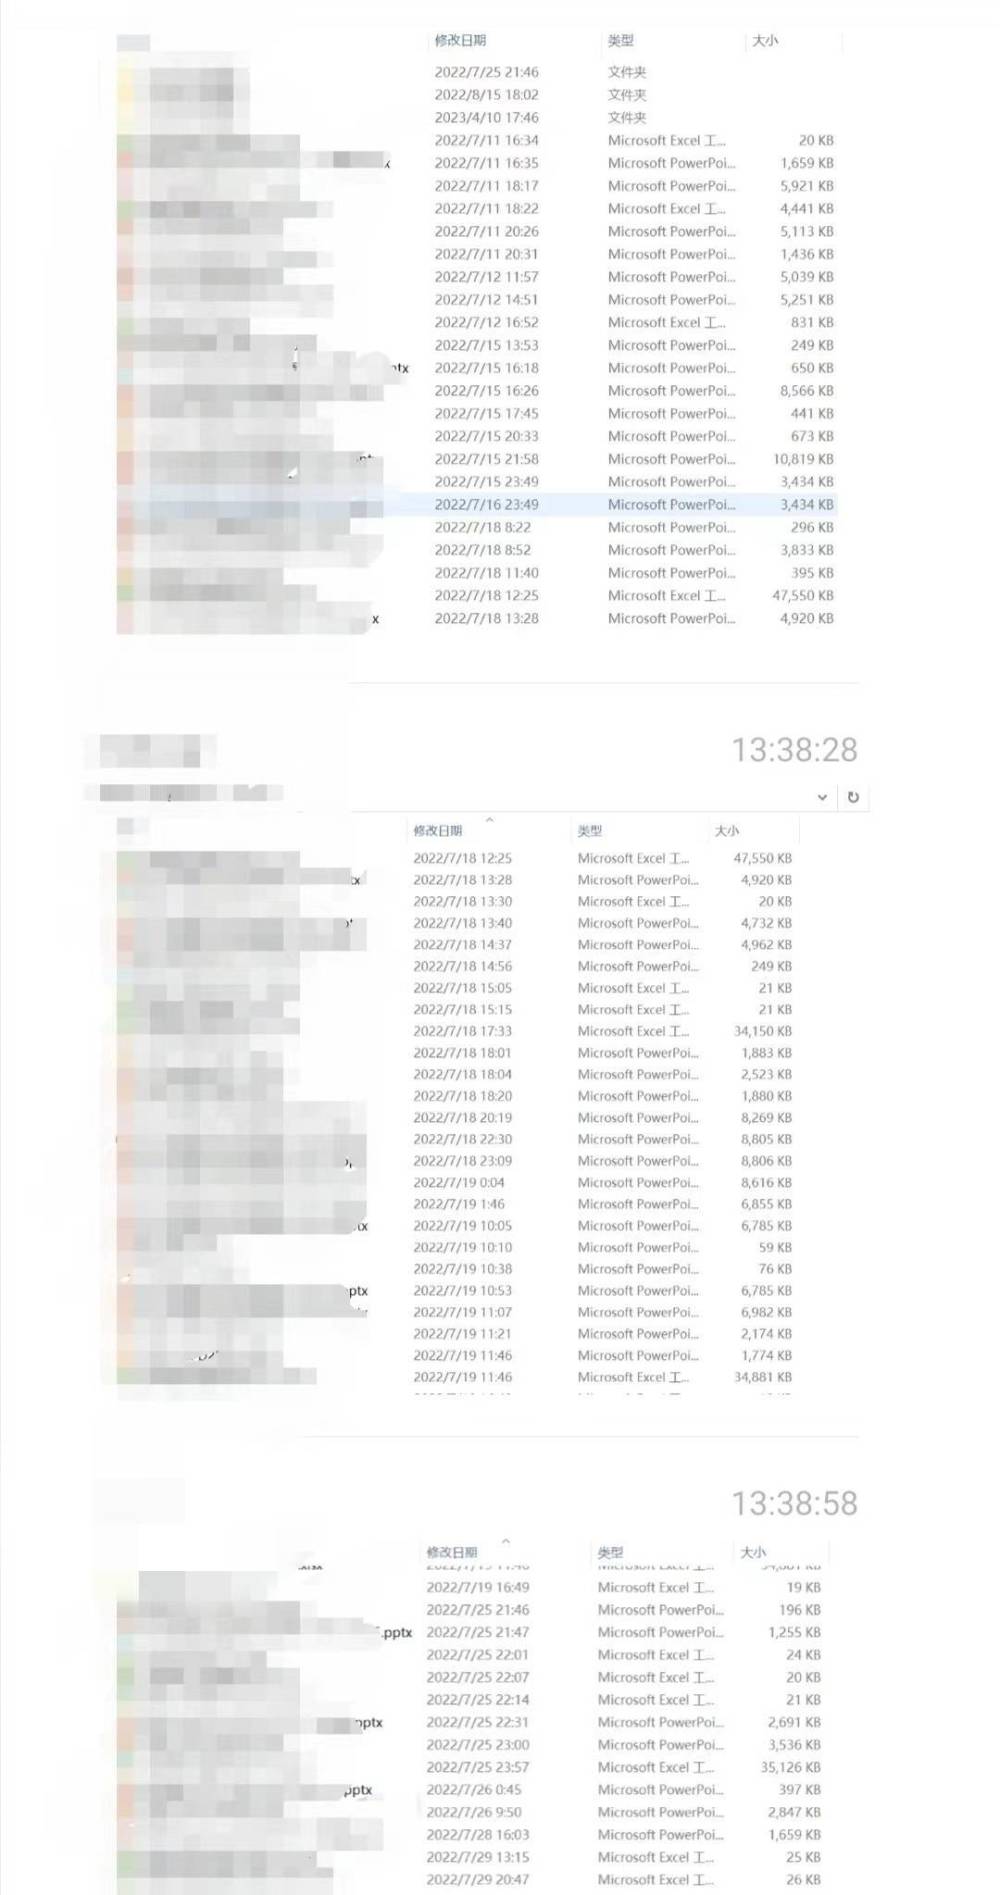 修改日期 类型 大小
2022/7/25 21:46 文件夹
2022/8/15 18:02 文件夹
2023/4/10 17:46 文件夹
2022/7/11 16:34 Microsoft Excel 工... 20 KB
x 2022/7/11 16:35 Microsoft PowerPoi... 1,659 KB
2022/7/11 18:17 Microsoft PowerPoi... 5,921 KB
2022/7/11 18:22 Microsoft Excel 工... 4,441 KB
2022/7/11 20:26 Microsoft PowerPoi... 5,113 KB
2022/7/11 20:31 Microsoft PowerPoi... 1,436 KB
2022/7/12 11:57 Microsoft PowerPoi... 5,039 KB
2022/7/12 14:51 Microsoft PowerPoi... 5,251 KB
2022/7/12 16:52 Microsoft Excel 工... 831 KB
2022/7/15 13:53 Microsoft PowerPoi... 249 KB
ptx 2022/7/15 16:18 Microsoft PowerPoi... 650 KB
2022/7/15 16:26 Microsoft PowerPoi... 8,566 KB
2022/7/15 17:45 Microsoft PowerPoi... 441 KB
2022/7/15 20:33 Microsoft PowerPoi... 673 KB
2022/7/15 21:58 Microsoft PowerPoi... 10,819 KB
2022/7/15 23:49 Microsoft PowerPoi... 3,434 KB
2022/7/16 23:49 Microsoft PowerPoi... 3,434 KB
2022/7/18 8:22 Microsoft PowerPoi... 296 KB
2022/7/18 8:52 Microsoft PowerPoi... 3,833 KB
2022/7/18 11:40 Microsoft PowerPoi... 395 KB
2022/7/18 12:25 Microsoft Excel 工... 47,550 KB
x 2022/7/18 13:28 Microsoft PowerPoi... 4,920 KB
13:38:28
修改日期 类型 大小
2022/7/18 12:25 Microsoft Excel 工... 47,550 KB
tx 2022/7/18 13:28 Microsoft PowerPoi... 4,920 KB
2022/7/18 13:30 Microsoft Excel 工... 20 KB
2022/7/18 13:40 Microsoft PowerPoi... 4,732 KB
2022/7/18 14:37 Microsoft PowerPoi... 4,962 KB
2022/7/18 14:56 Microsoft PowerPoi... 249 KB
2022/7/18 15:05 Microsoft Excel 工... 21 KB
2022/7/18 15:15 Microsoft Excel 工... 21 KB
2022/7/18 17:33 Microsoft Excel 工... 34,150 KB
2022/7/18 18:01 Microsoft PowerPoi... 1,883 KB
2022/7/18 18:04 Microsoft PowerPoi... 2,523 KB
2022/7/18 18:20 Microsoft PowerPoi... 1,880 KB
2022/7/18 20:19 Microsoft PowerPoi... 8,269 KB
2022/7/18 22:30 Microsoft PowerPoi... 8,805 KB
2022/7/18 23:09 Microsoft PowerPoi... 8,806 KB
2022/7/19 0:04 Microsoft PowerPoi... 8,616 KB
2022/7/19 1:46 Microsoft PowerPoi... 6,855 KB
tx 2022/7/19 10:05 Microsoft PowerPoi... 6,785 KB
2022/7/19 10:10 Microsoft PowerPoi... 59 KB
2022/7/19 10:38 Microsoft PowerPoi... 76 KB
pptx 2022/7/19 10:53 Microsoft PowerPoi... 6,785 KB
2022/7/19 11:07 Microsoft PowerPoi... 6,982 KB
2022/7/19 11:21 Microsoft PowerPoi... 2,174 KB
2022/7/19 11:46 Microsoft PowerPoi... 1,774 KB
2022/7/19 11:46 Microsoft Excel 工... 34,881 KB
13:38:58
修改日期 类型 大小
2022/7/19 16:49 Microsoft Excel 工... 19 KB
2022/7/25 21:46 Microsoft PowerPoi... 196 KB
.pptx 2022/7/25 21:47 Microsoft PowerPoi... 1,255 KB
2022/7/25 22:01 Microsoft Excel 工... 24 KB
2022/7/25 22:07 Microsoft Excel 工... 20 KB
2022/7/25 22:14 Microsoft Excel 工... 21 KB
pptx 2022/7/25 22:31 Microsoft PowerPoi... 2,691 KB
2022/7/25 23:00 Microsoft PowerPoi... 3,536 KB
2022/7/25 23:57 Microsoft Excel 工... 35,126 KB
pptx 2022/7/26 0:45 Microsoft PowerPoi... 397 KB
2022/7/26 9:50 Microsoft PowerPoi... 2,847 KB
2022/7/28 16:03 Microsoft PowerPoi... 1,659 KB
2022/7/29 13:15 Microsoft Excel 工... 25 KB
2022/7/29 20:47 Microsoft Excel 工... 26 KB